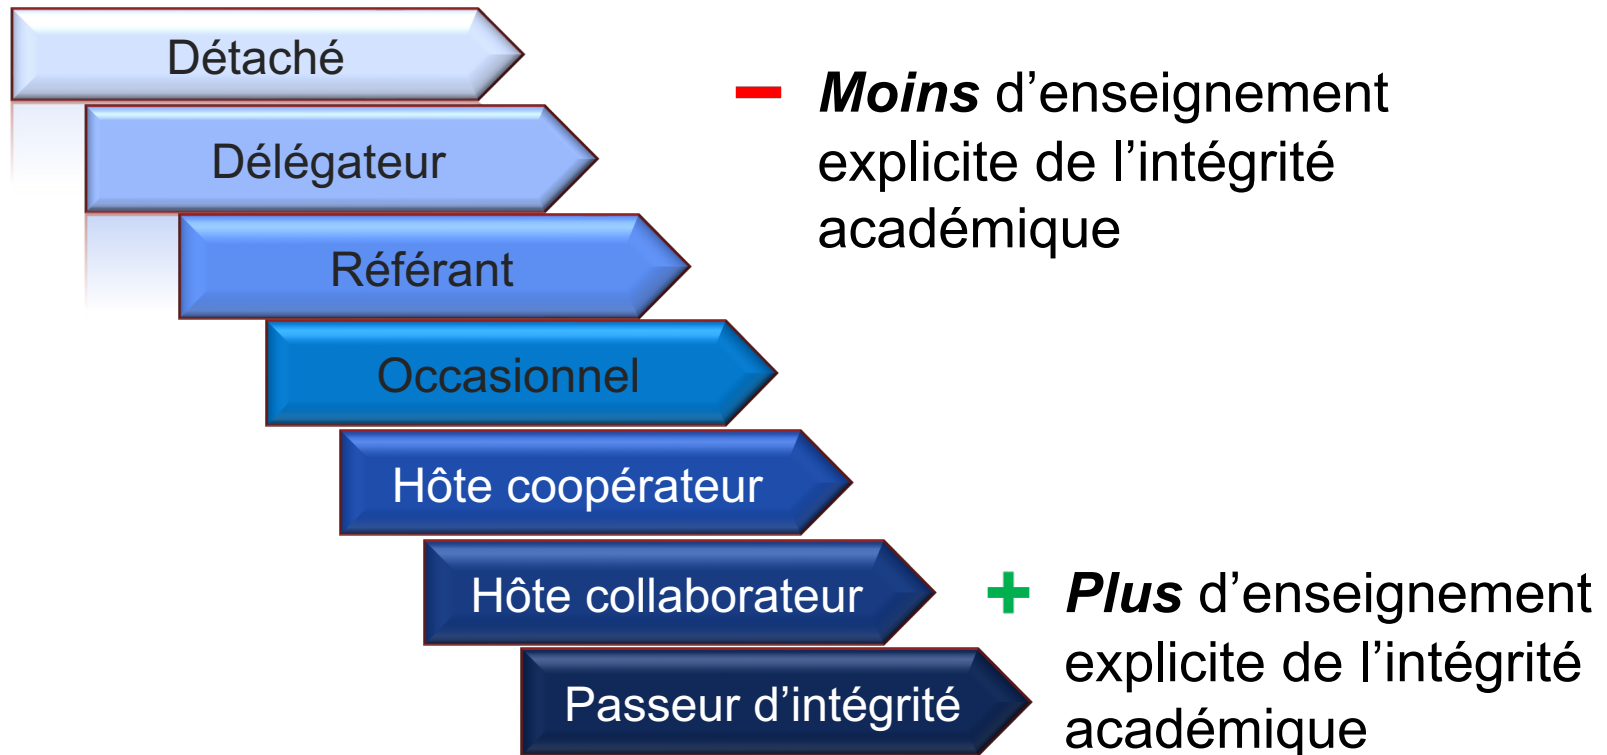 Détaché
Délégateur
Référant
Occasionnel
Hôte coopérateur
Hôte collaborateur
Passeur d’intégrité
– Moins d’enseignement
explicite de l’intégrité
académique
+ Plus d’enseignement
explicite de l’intégrité
académique